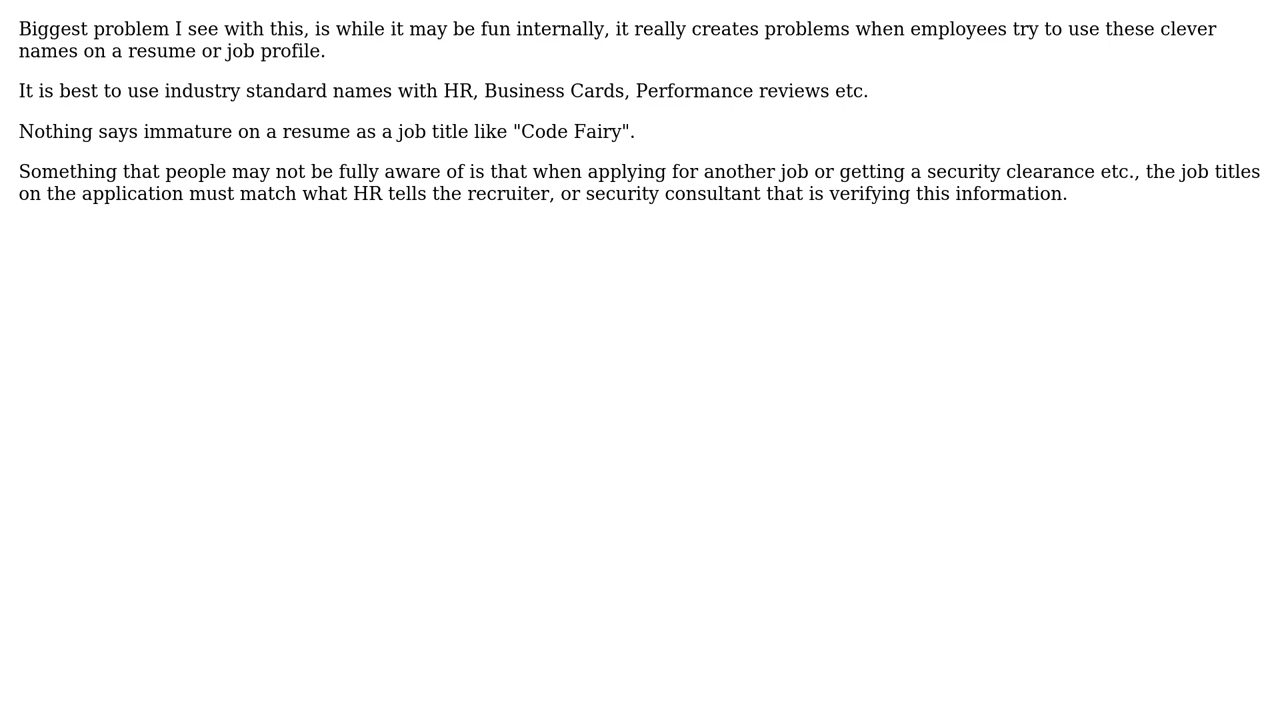 Biggest problem I see with this, is while it may be fun internally, it really creates problems when employees try to use these clever
names on a resume or job profile.
It is best to use industry standard names with HR, Business Cards, Performance reviews etc.
Nothing says immature on a resume as a job title like "Code Fairy".
Something that people may not be fully aware of is that when applying for another job or getting a security clearance etc., the job titles
on the application must match what HR tells the recruiter, or security consultant that is verifying this information.